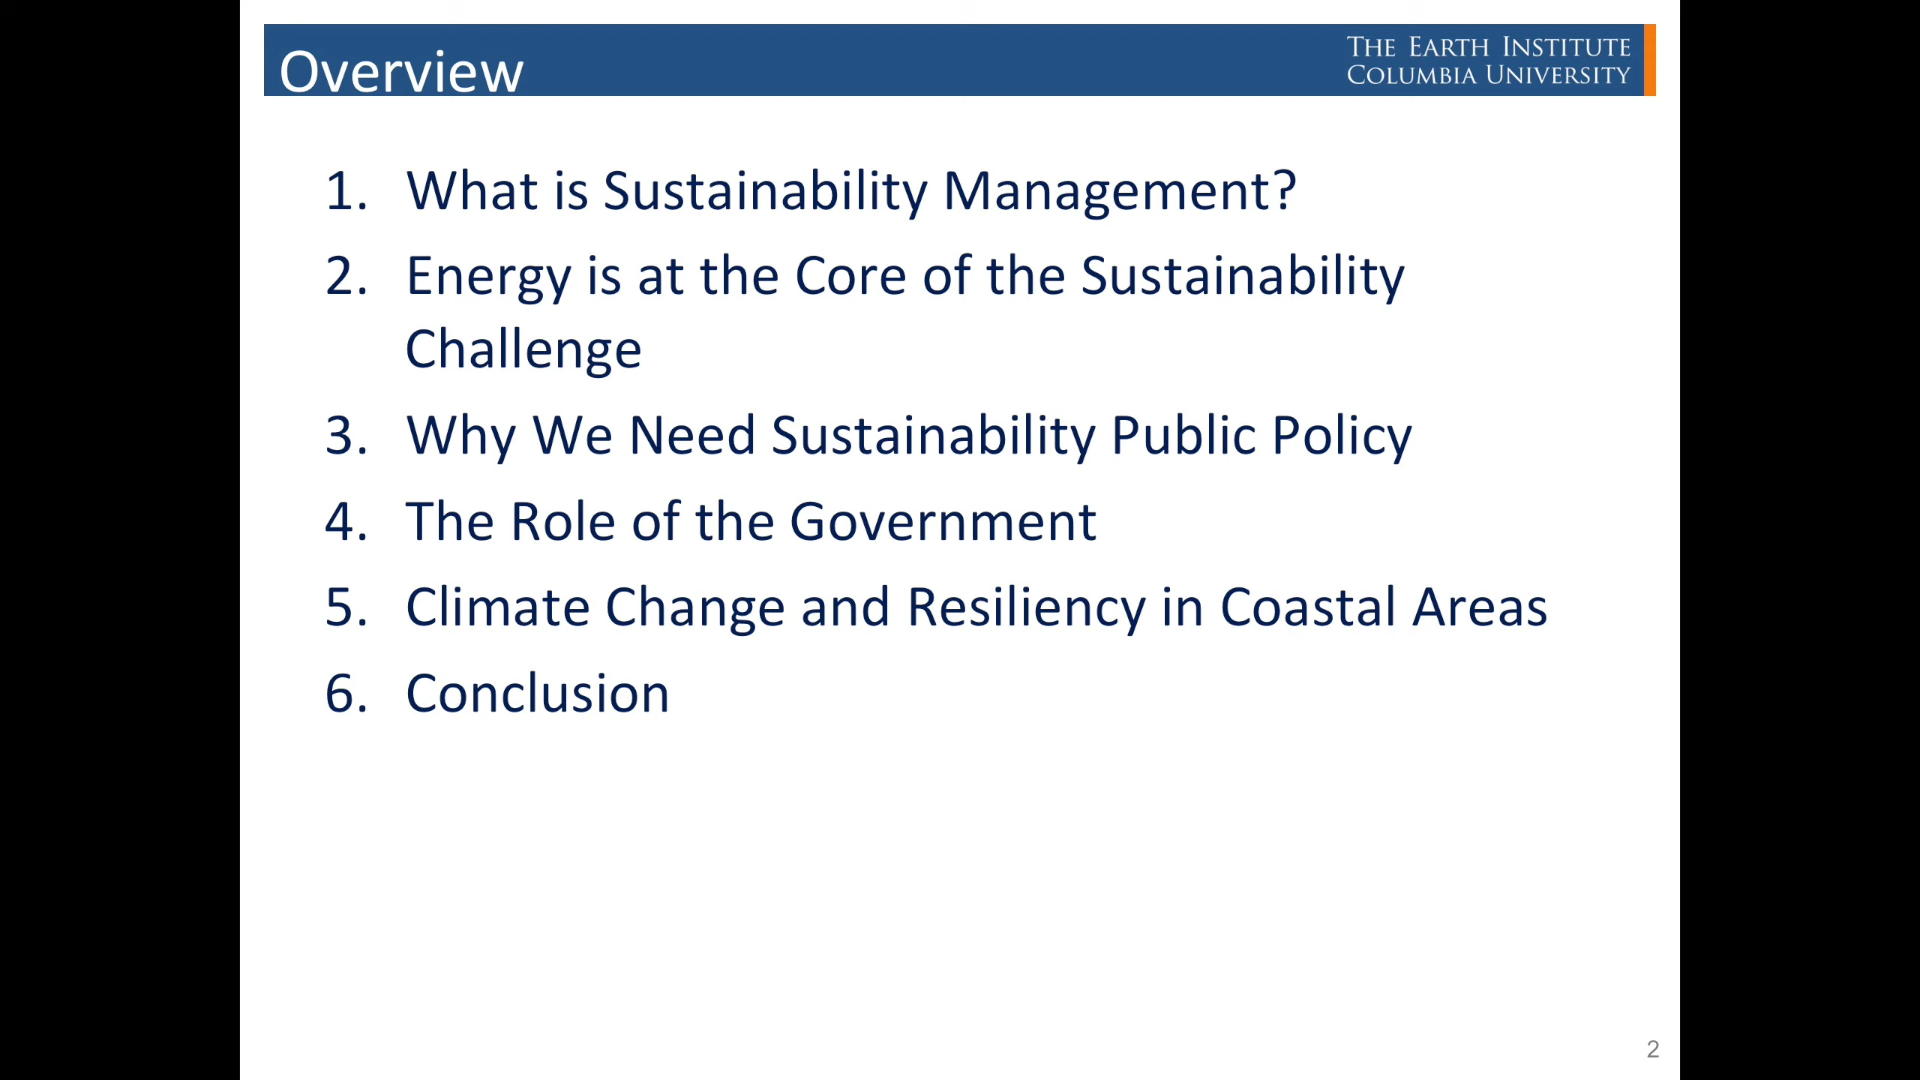 Overview
THE EARTH INSTITUTE
COLUMBIA UNIVERSITY
1. What is Sustainability Management?
2. Energy is at the Core of the Sustainability
Challenge
3. Why We Need Sustainability Public Policy
4. The Role of the Government
5. Climate Change and Resiliency in Coastal Areas
6. Conclusion
2